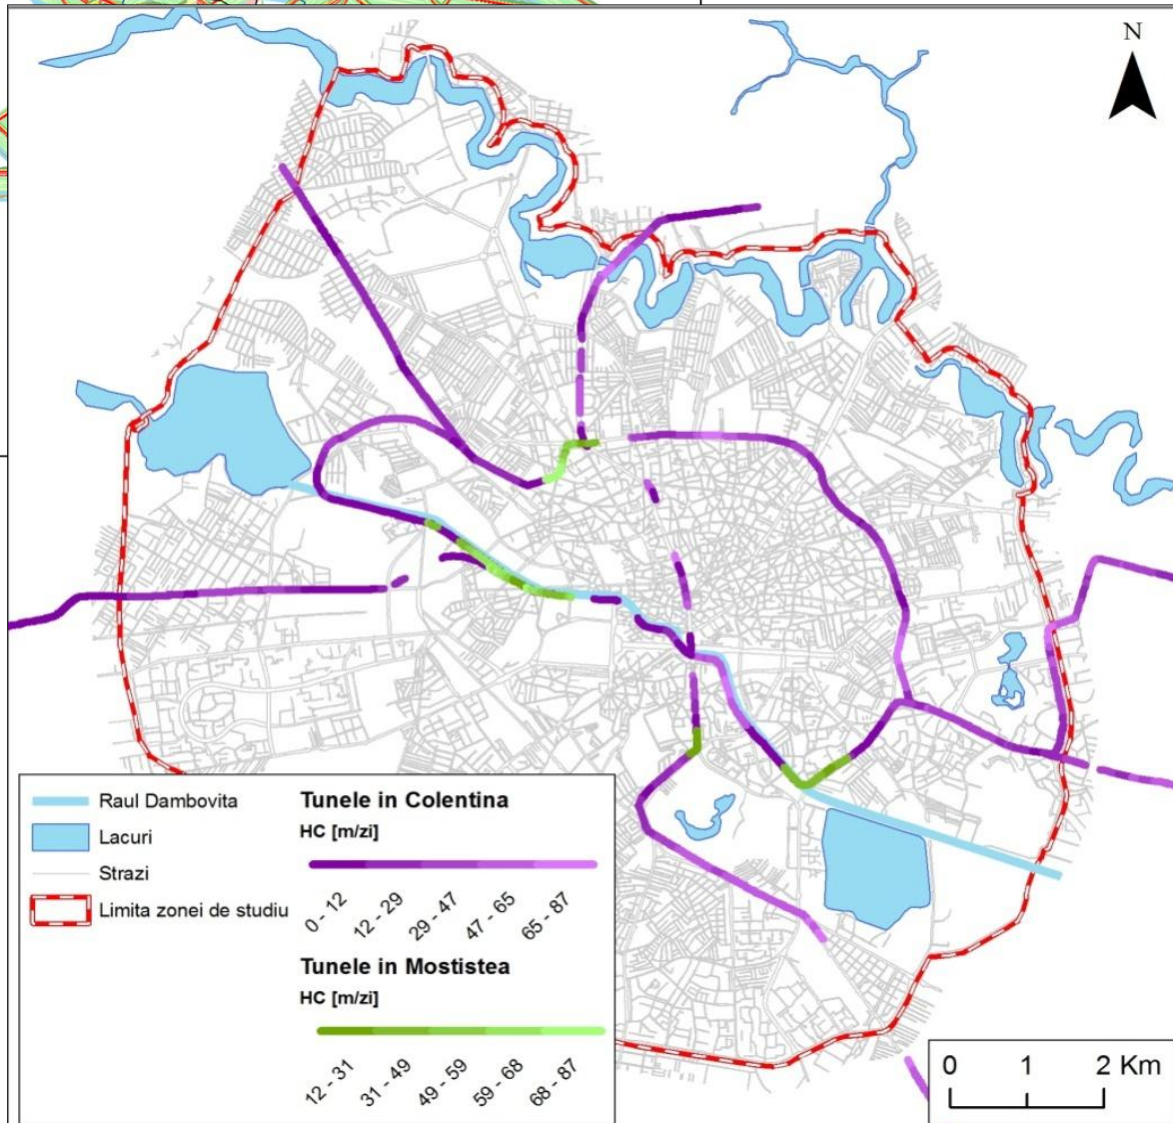 N
Raul Dambovita
Lacuri
Strazi
Limita zonei de studiu
Tunele in Colentina
HC [m/zi]
0 - 12
12 - 29
29 - 47
47 - 65
65 - 87
Tunele in Mostistea
HC [m/zi]
12 - 31
31 - 49
49 - 59
59 - 68
68 - 87
0 1 2 Km